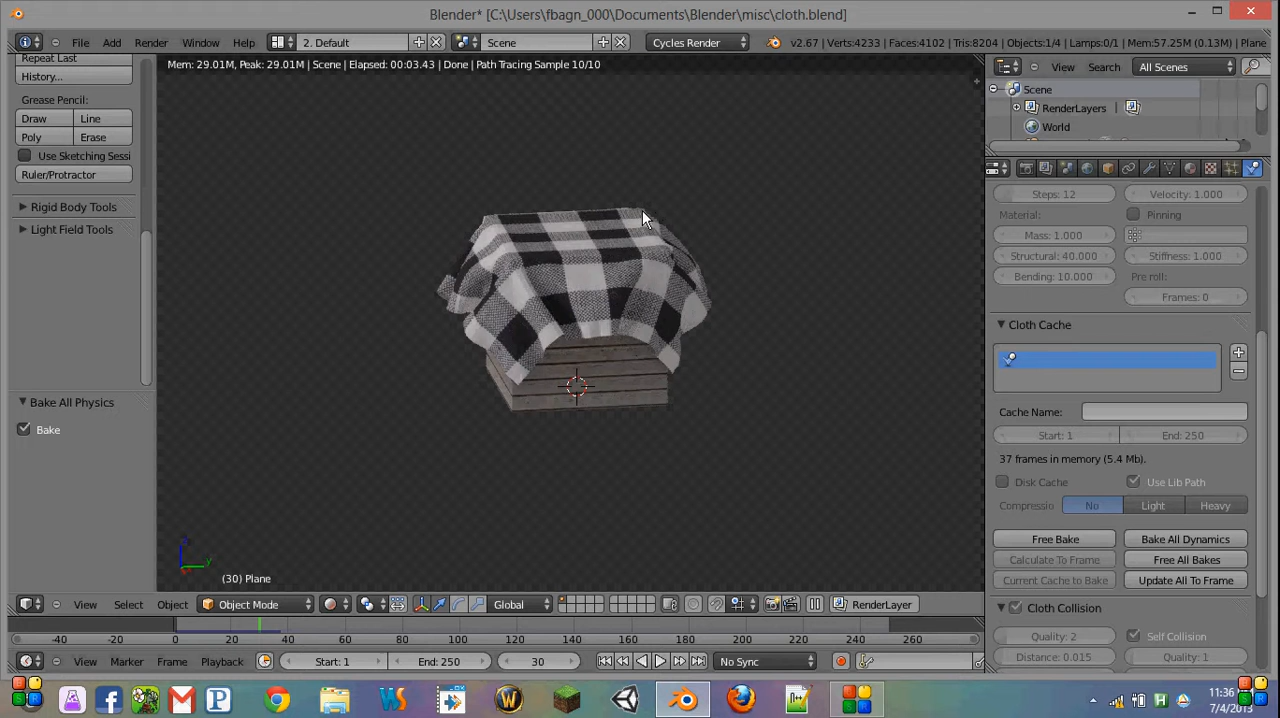 Blender* [C:\Users\fbagn_000\Documents\Blender\misc\cloth.blend]
File Add Render Window Help 2. Default Scene Cycles Render v2.67 | Verts:4233 | Faces:4102 | Tris:8204 | Objects:1/4 | Lamps:0/1 | Mem:57.25M (0.13M) | Plane
Mem: 29.01M, Peak: 29.01M | Scene | Elapsed: 00:03.43 | Done | Path Tracing Sample 10/10
View Search All Scenes
Scene
RenderLayers
World
Repeat Last
History...
Grease Pencil:
Draw Line
Poly Erase
Use Sketching Sessi
Ruler/Protractor
Rigid Body Tools
Light Field Tools
Bake All Physics
Bake
Steps: 12 Velocity: 1.000
Material: Pinning
Mass: 1.000
Structural: 40.000 Stiffness: 1.000
Bending: 10.000 Pre roll:
Frames: 0
Cloth Cache
Cache Name:
Start: 1 End: 250
37 frames in memory (5.4 Mb).
Disk Cache Use Lib Path
Compressio No Light Heavy
Free Bake Bake All Dynamics
Calculate To Frame Free All Bakes
Current Cache to Bake Update All To Frame
Cloth Collision
Quality: 2 Self Collision
Distance: 0.015 Quality: 1
z y
(30) Plane
View Select Object Object Mode Global RenderLayer
-40 -20 0 20 40 60 80 100 120 140 160 180 200 220 240 260
View Marker Frame Playback Start: 1 End: 250 30 No Sync
11:36
7/4/2013